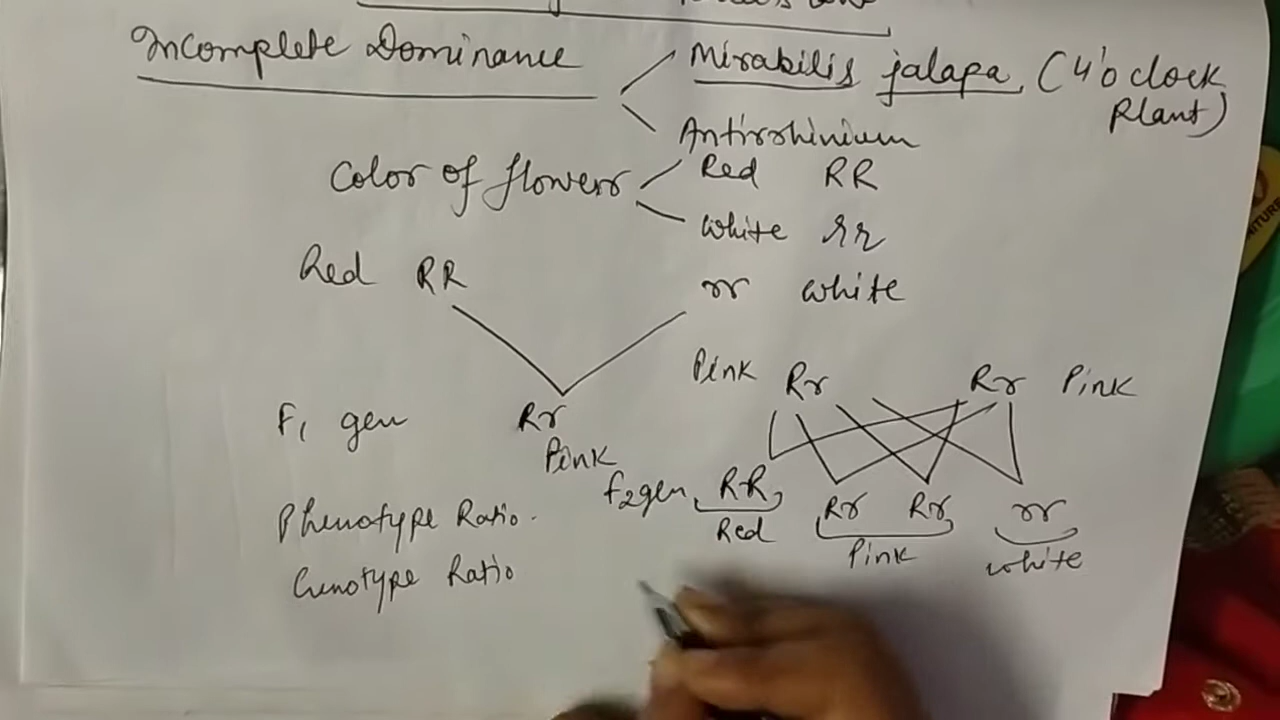 Incomplete Dominance
Mirabilis jalapa (4'o clock
Plant)
Antirrhinium
Color of flowers
Red RR
white rr
Red RR
rr white
Pink Rr
Rr Pink
F1 gen Rr
Pink
F2 gen RR Rr Rr rr
Red Pink white
Phenotype Ratio.
Genotype Ratio